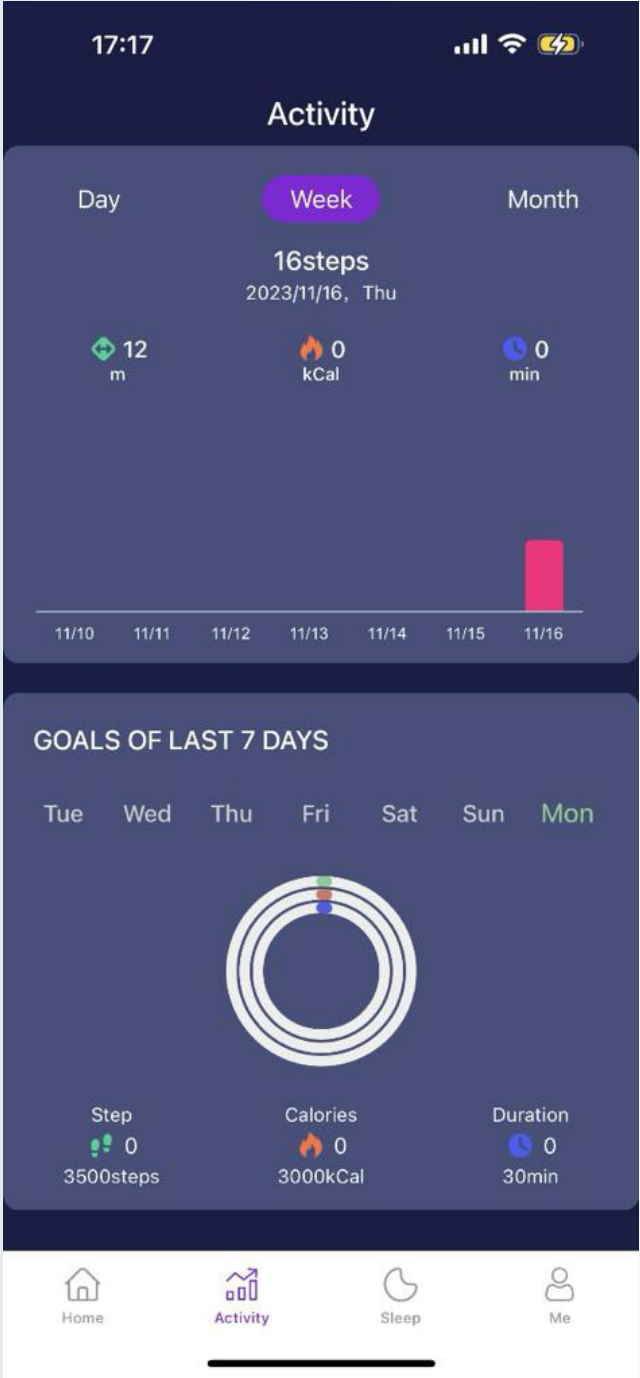 17:17
Activity
Day Week Month
16steps
2023/11/16, Thu
12 0 0
m kCal min
11/10 11/11 11/12 11/13 11/14 11/15 11/16
GOALS OF LAST 7 DAYS
Tue Wed Thu Fri Sat Sun Mon
Step Calories Duration
0 0 0
3500steps 3000kCal 30min
Home Activity Sleep Me